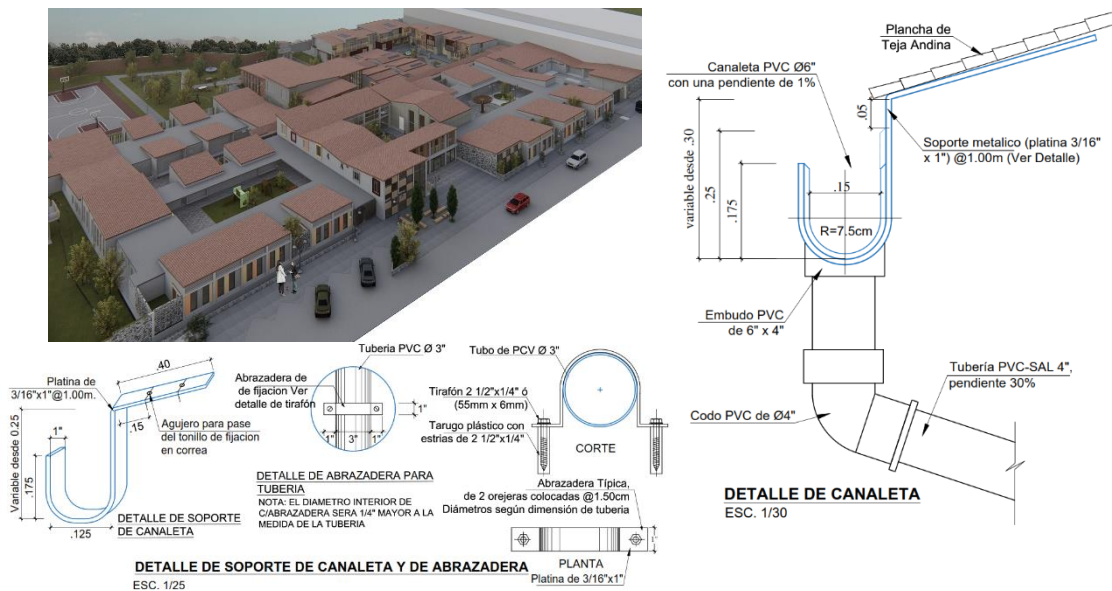 Plancha de
Teja Andina
Canaleta PVC Ø6"
con una pendiente de 1%
.05
Soporte metalico (platina 3/16"
x 1") @1.00m (Ver Detalle)
variable desde .30
.25
.175
.15
R=7.5cm
Embudo PVC
de 6" x 4"
Tubería PVC-SAL 4",
pendiente 30%
Codo PVC de Ø4"
DETALLE DE CANALETA
ESC. 1/30
.40
Platina de
3/16"x1"@1.00m.
.15
Agujero para pase
del tonillo de fijacion
en correa
1"
Variable desde 0.25
.175
.125
DETALLE DE SOPORTE
DE CANALETA
Tuberia PVC Ø 3"
Abrazadera de
de fijacion Ver
detalle de tirafón
1"
1"
3"
1"
DETALLE DE ABRAZADERA PARA
TUBERIA
NOTA: EL DIAMETRO INTERIOR DE
C/ABRAZADERA SERA 1/4" MAYOR A LA
MEDIDA DE LA TUBERIA
Tubo de PCV Ø 3"
Tirafón 2 1/2"x1/4" ó
(55mm x 6mm)
Tarugo plástico con
estrias de 2 1/2"x1/4"
CORTE
Abrazadera Típica,
de 2 orejeras colocadas @1.50cm
Diámetros según dimensión de tuberia
1"
PLANTA
Platina de 3/16"x1"
DETALLE DE SOPORTE DE CANALETA Y DE ABRAZADERA
ESC. 1/25